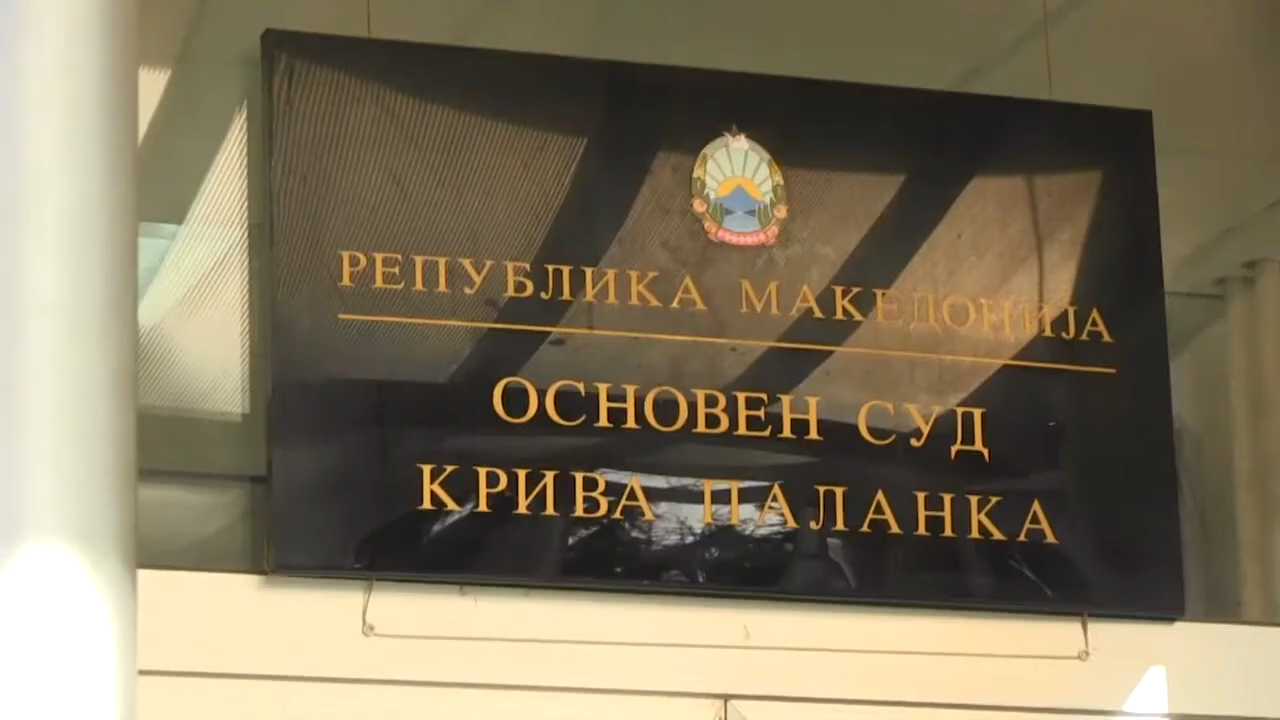 РЕПУБЛИКА МАКЕДОНИЈА
ОСНОВЕН СУД
КРИВА ПАЛАНКА